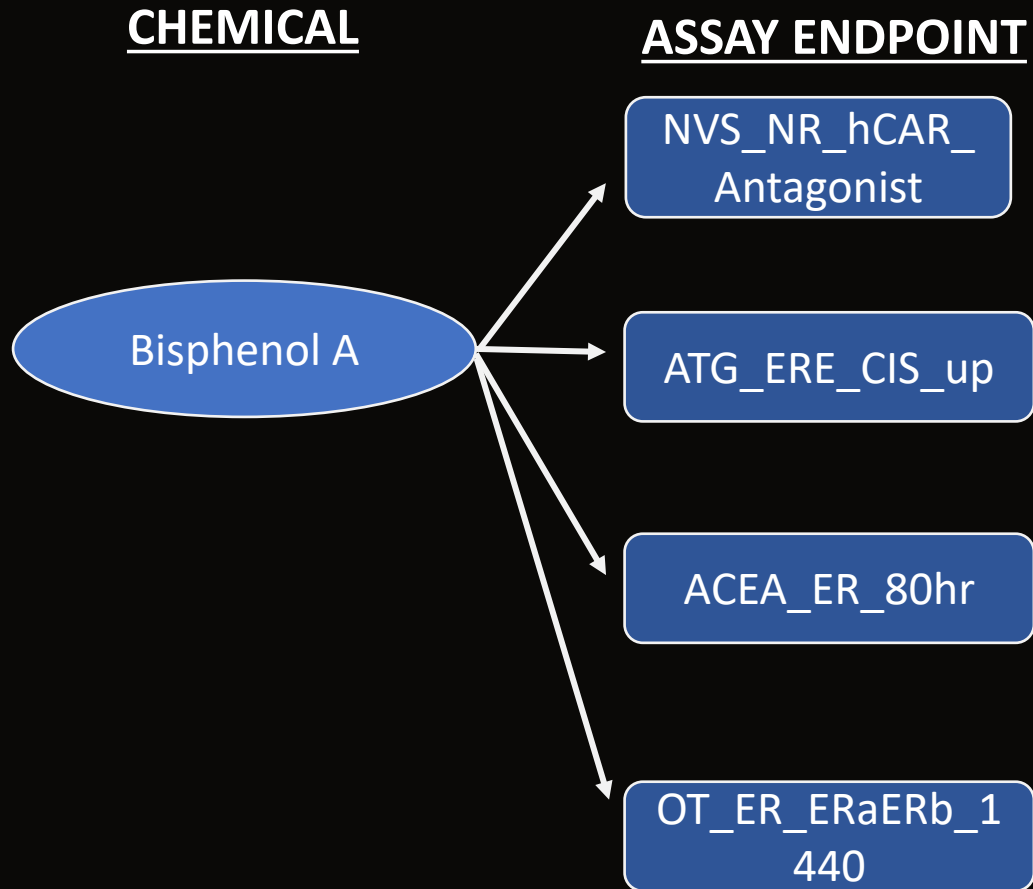 CHEMICAL
ASSAY ENDPOINT
NVS_NR_hCAR_
Antagonist
Bisphenol A
ATG_ERE_CIS_up
ACEA_ER_80hr
OT_ER_ERaERb_1
440